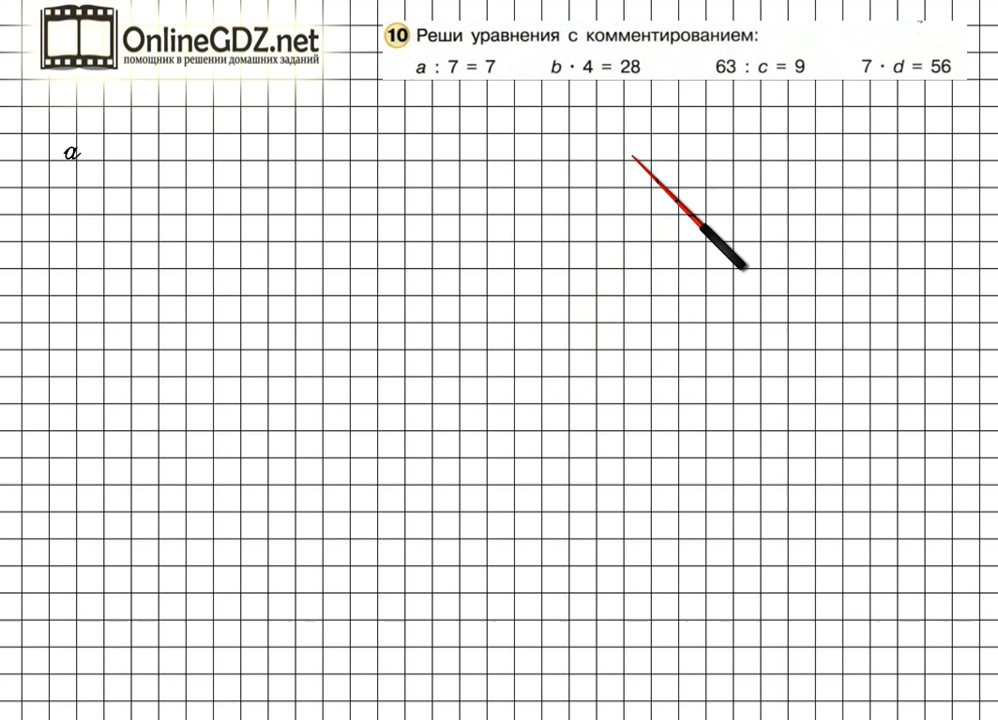 OnlineGDZ.net
помощник в решении домашних заданий
10 Реши уравнения с комментированием:
a : 7 = 7 b · 4 = 28 63 : c = 9 7 · d = 56
a